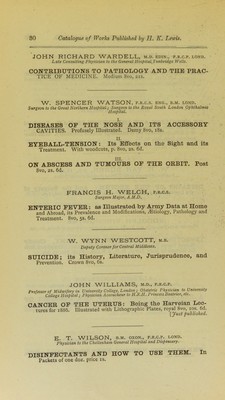 30 Catalogue of Works Published by H. K. Lewis.
JOHN RICHARD WARDELL, M.D. EDIN., F.R.C.P. LOND.
Late Consulting Physician to the General Hospital, Tunbridge Wells.
CONTRIBUTIONS TO PATHOLOGY AND THE PRAC-
TICE OF MEDICINE. Medium 8vo, 21s.
W. SPENCER WATSON, F.R.C.S. ENG., B.M. LOND.
Surgeon to the Great Northern Hospital; Surgeon to the Royal South London Ophthalmic
Hospital.
I.
DISEASES OF THE NOSE AND ITS ACCESSORY
CAVITIES. Profusely Illustrated. Demy 8vo, 18s.
II.
EYEBALL-TENSION: Its Effects on the Sight and its
Treatment. With woodcuts, p. 8vo, 2s. 6d.
III.
ON ABSCESS AND TUMOURS OF THE ORBIT. Post
8vo, 2s. 6d.
FRANCIS H. WELCH, F.R.C.S.
Surgeon Major, A.M.D.
ENTERIC FEVER: as Illustrated by Army Data at Home
and Abroad, its Prevalence and Modifications, Ætiology, Pathology and
Treatment. 8vo, 5s. 6d.
W. WYNN WESTCOTT, M.B.
Deputy Coroner for Central Middlesex.
SUICIDE; its History, Literature, Jurisprudence, and
Prevention. Crown 8vo, 6s.
JOHN WILLIAMS, M.D., F.R.C.P.
Professor of Midwifery in University College, London; Obstetric Physician to University
College Hospital; Physician Accoucheur to H.R.H. Princess Beatrice, etc.
CANCER OF THE UTERUS: Being the Harveian Lec-
tures for 1886. Illustrated with Lithographic Plates, royal 8vo, 10s. 6d.
[Just published.
E. T. WILSON, B.M. OXON., F.R.C.P. LOND.
Physician to the Cheltenham General Hospital and Dispensary.
DISINFECTANTS AND HOW TO USE THEM. In
Packets of one doz. price 1s.